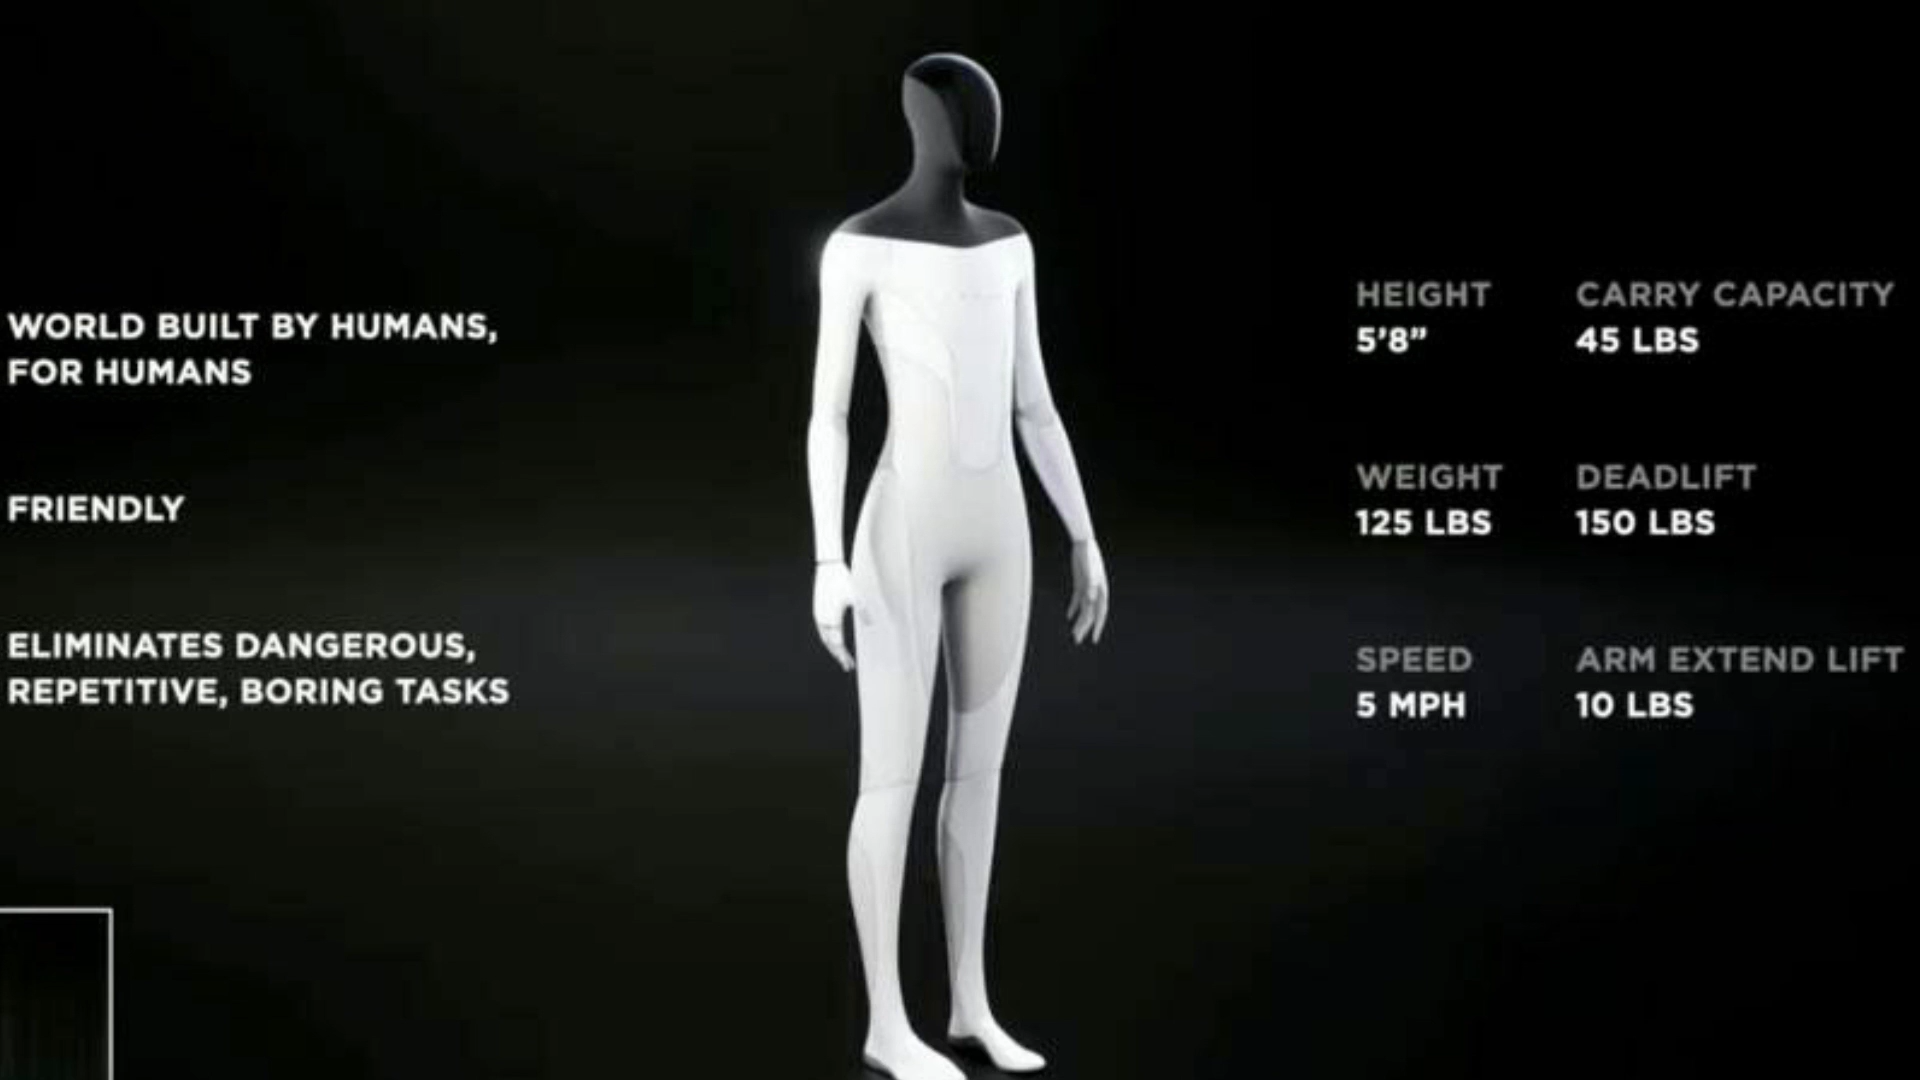 WORLD BUILT BY HUMANS,
FOR HUMANS
FRIENDLY
ELIMINATES DANGEROUS,
REPETITIVE, BORING TASKS
HEIGHT
5'8”
CARRY CAPACITY
45 LBS
WEIGHT
125 LBS
DEADLIFT
150 LBS
SPEED
5 MPH
ARM EXTEND LIFT
10 LBS